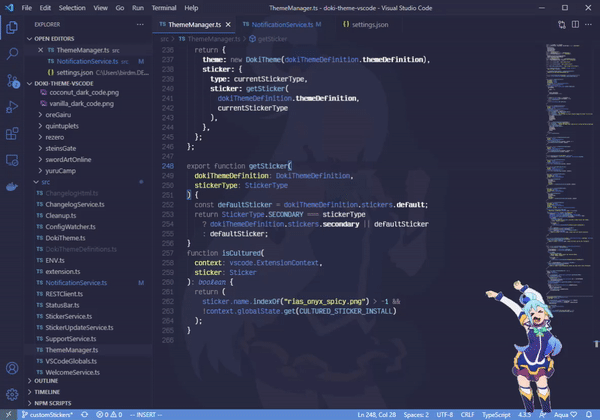 File Edit Selection View Go Run Terminal Help
ThemeManager.ts - doki-theme-vscode - Visual Studio Code
EXPLORER
ThemeManager.ts
NotificationService.ts M
{} settings.json
src > ThemeManager.ts > getSticker
OPEN EDITORS
ThemeManager.ts src
NotificationService.ts src M
{} settings.json
DOKI-THEME-VSCODE
coconut_dark_code.png
vanilla_dark_code.png
oreGairu
quintuplets
rezero
steinsGate
swordArtOnline
yuruCamp
src
ChangelogHtml.ts
ChangelogService.ts
Cleanup.ts
ConfigWatcher.ts
DokiTheme.ts
DokiThemeDefinitions.ts
ENV.ts
extension.ts
NotificationService.ts M
RESTClient.ts
StatusBar.ts
StickerService.ts
StickerUpdateService.ts
SupportService.ts
ThemeManager.ts
VSCodeGlobals.ts
WelcomeService.ts
OUTLINE
TIMELINE
NPM SCRIPTS
236 return {
237 theme: new DokiTheme(dokiThemeDefinition.themeDefinition),
238 sticker: {
239 type: currentStickerType,
240 sticker: getSticker(
241 dokiThemeDefinition.themeDefinition,
242 currentStickerType
243 ),
244 },
245 };
246 };
247
248 export function getSticker(
249 dokiThemeDefinition: DokiThemeDefinition,
250 stickerType: StickerType
251 ) {
252 const defaultSticker = dokiThemeDefinition.stickers.default;
253 return StickerType.SECONDARY === stickerType
254 ? dokiThemeDefinition.stickers.secondary || defaultSticker
255 : defaultSticker;
256 }
257 function isCultured(
258 context: vscode.ExtensionContext,
259 sticker: Sticker
260 ): boolean {
261 return (
262 sticker.name.indexOf("rias_onyx_spicy.png") > -1 &&
263 !context.globalState.get(CULTURED_STICKER_INSTALL)
264 );
265 }
266
customStickers* 0 0 -- INSERT -- Ln 248, Col 28 Spaces: 2 UTF-8 CRLF TypeScript 4.3.5 Aqua